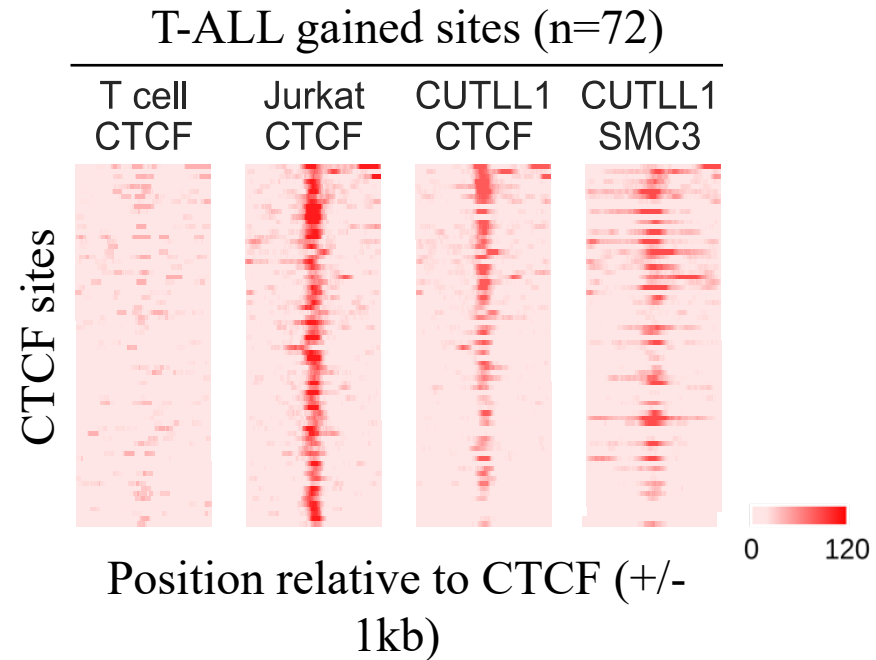 T-ALL gained sites (n=72)
T cell Jurkat CUTLL1 CUTLL1
CTCF CTCF CTCF SMC3
CTCF sites
0 120
Position relative to CTCF (+/-
1kb)